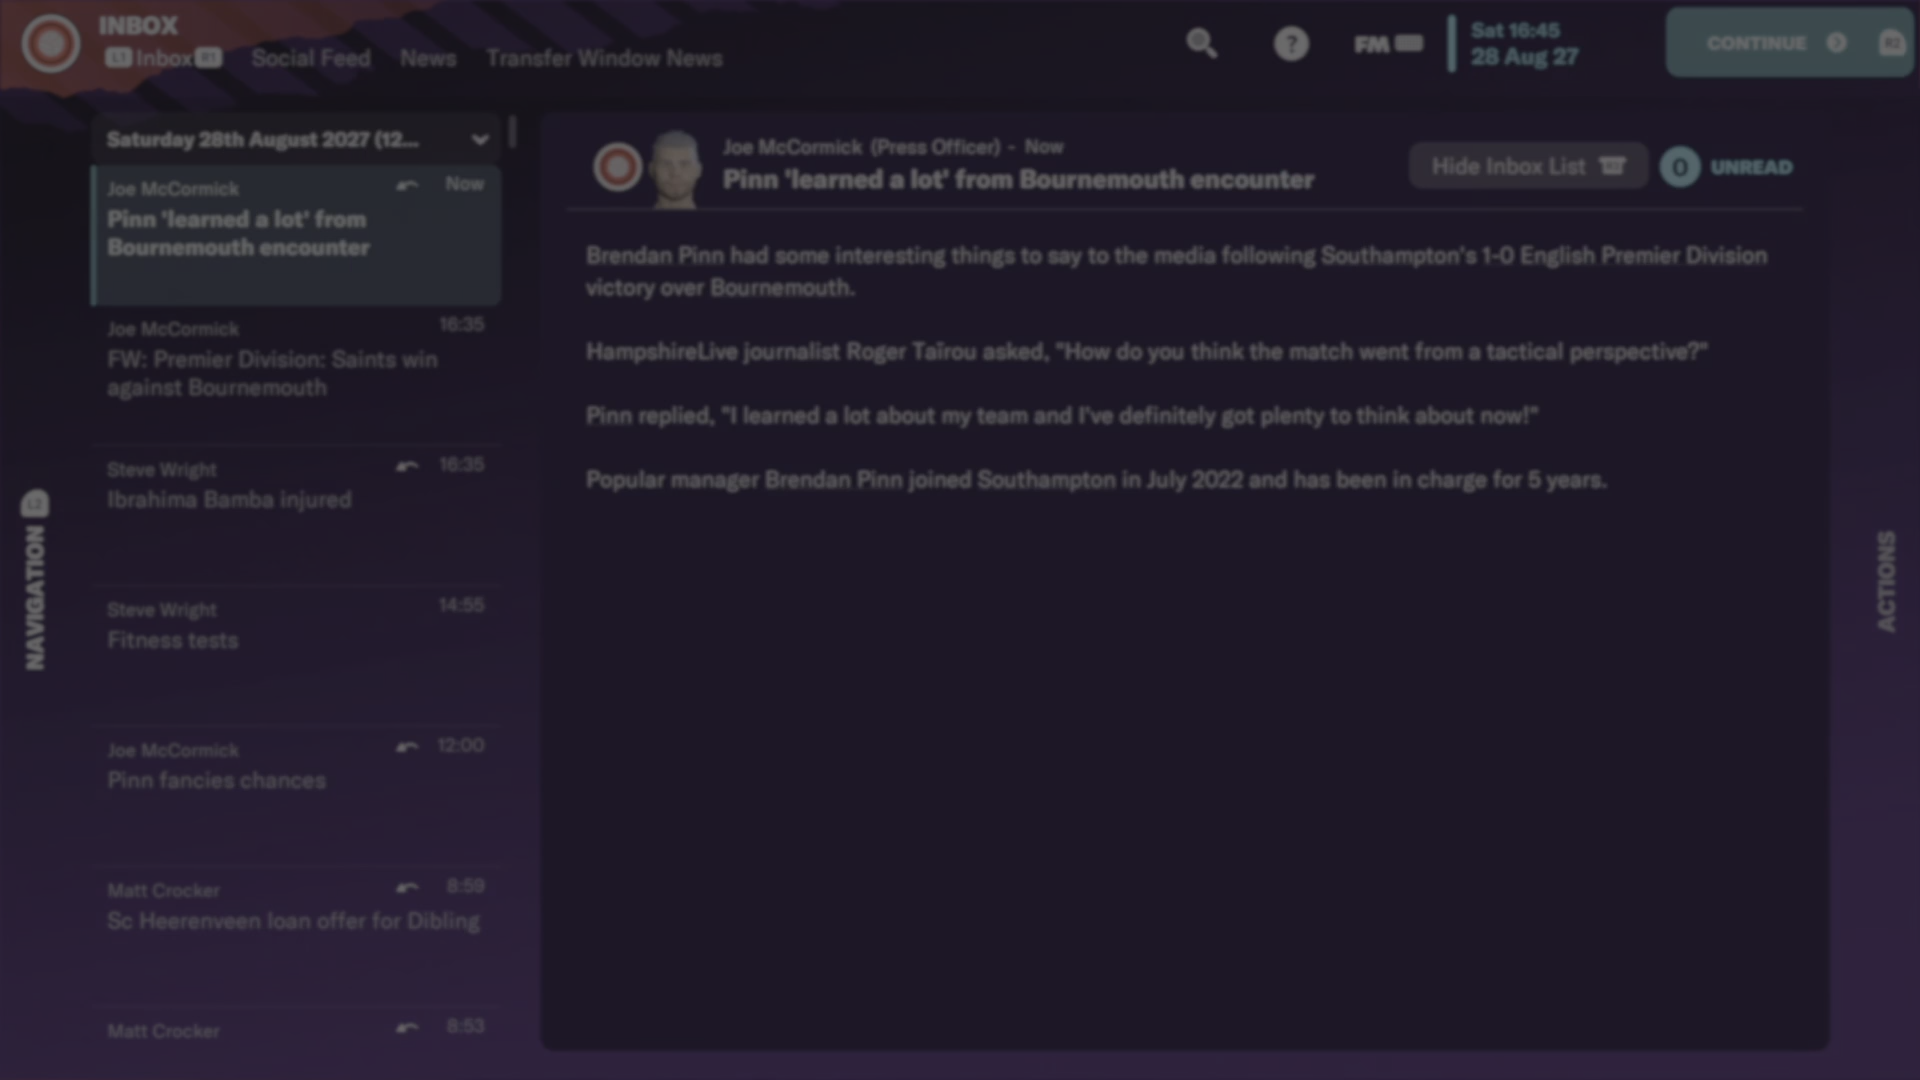 INBOX
L1 Inbox R1 Social Feed News Transfer Window News
FM
Sat 16:45
28 Aug 27
CONTINUE R2
L2 NAVIGATION
Saturday 28th August 2027 (12...
Joe McCormick Now
Pinn 'learned a lot' from
Bournemouth encounter
Joe McCormick 16:35
FW: Premier Division: Saints win
against Bournemouth
Steve Wright 16:35
Ibrahima Bamba injured
Steve Wright 14:55
Fitness tests
Joe McCormick 12:00
Pinn fancies chances
Matt Crocker 8:59
Sc Heerenveen loan offer for Dibling
Matt Crocker 8:53
Joe McCormick (Press Officer) - Now
Pinn 'learned a lot' from Bournemouth encounter
Hide Inbox List
0 UNREAD
Brendan Pinn had some interesting things to say to the media following Southampton's 1-0 English Premier Division
victory over Bournemouth.
HampshireLive journalist Roger Taïrou asked, "How do you think the match went from a tactical perspective?"
Pinn replied, "I learned a lot about my team and I've definitely got plenty to think about now!"
Popular manager Brendan Pinn joined Southampton in July 2022 and has been in charge for 5 years.
ACTIONS